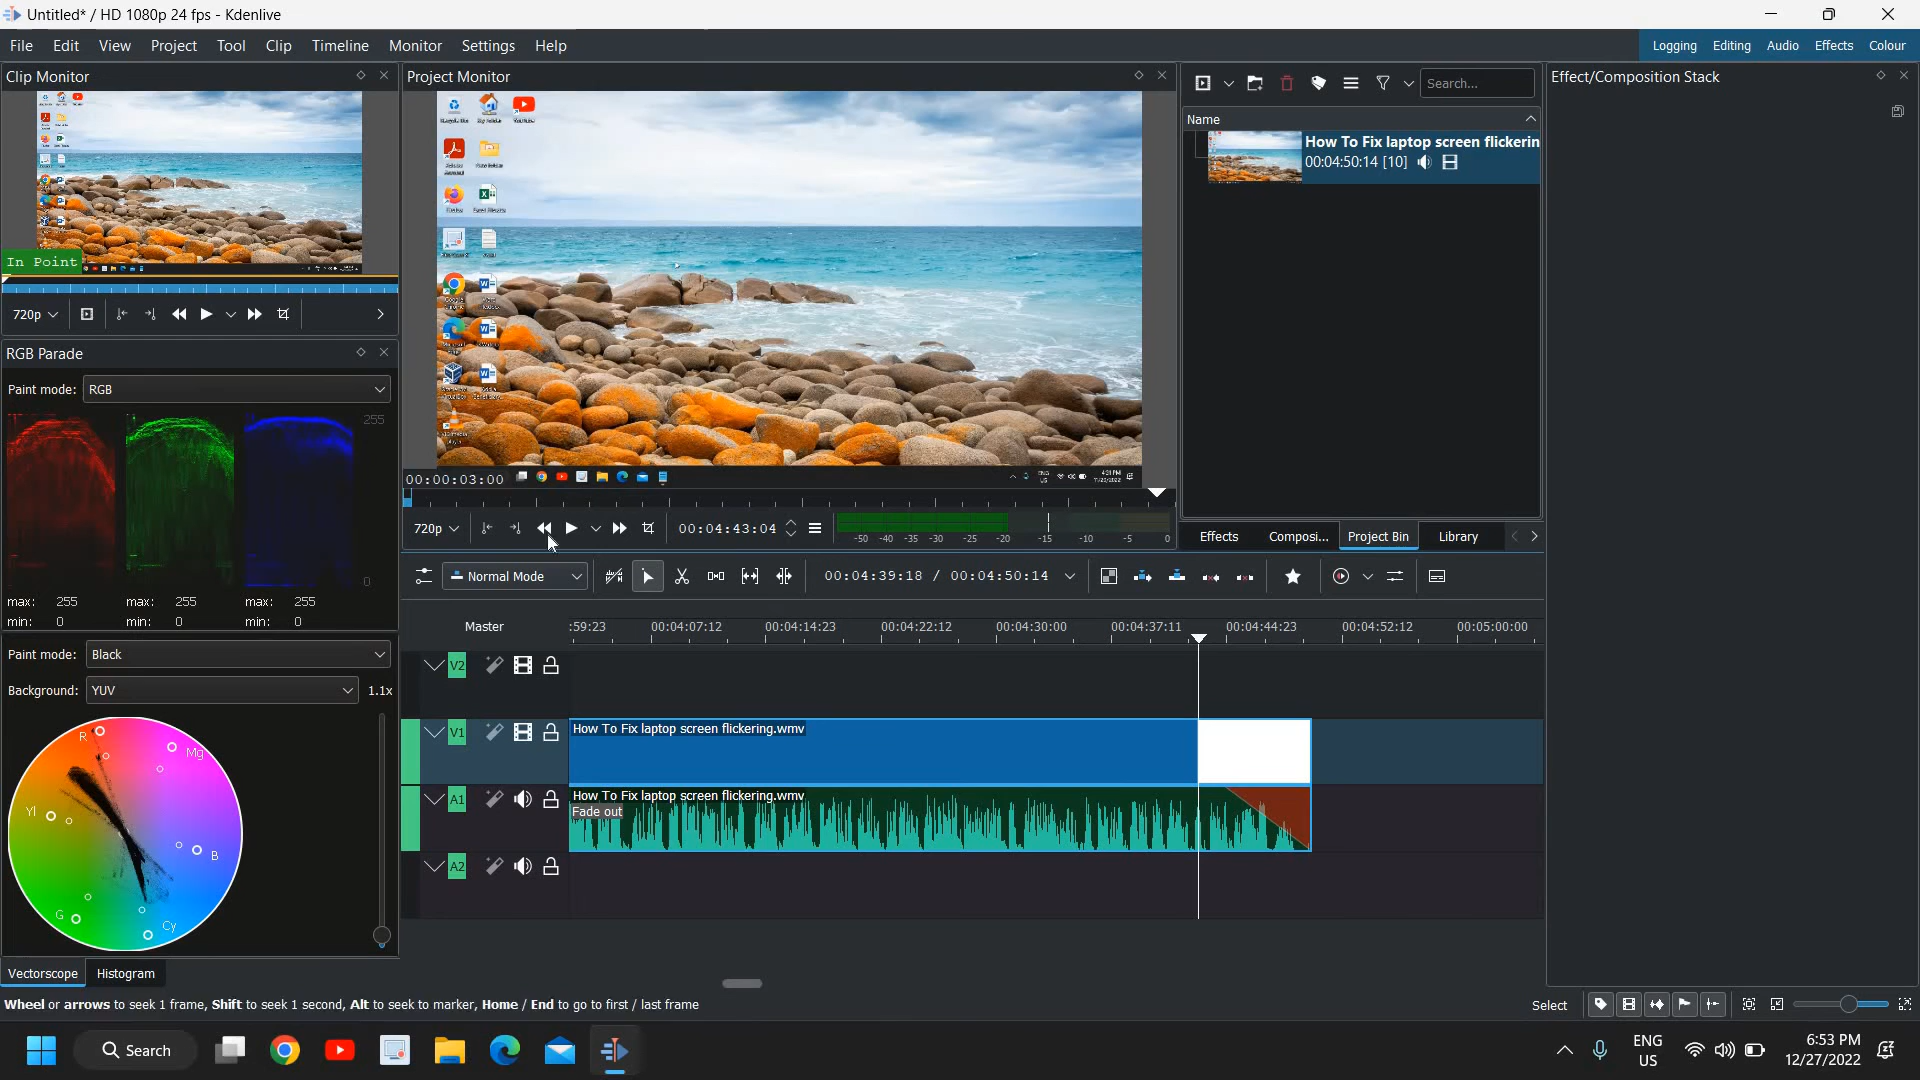 Untitled* / HD 1080p 24 fps - Kdenlive
File Edit View Project Tool Clip Timeline Monitor Settings Help
Logging Editing Audio Effects Colour
Clip Monitor
In Point
720p
RGB Parade
Paint mode: RGB
255
0
max: 255 max: 255 max: 255
min: 0 min: 0 min: 0
Paint mode: Black
Background: YUV 1.1x
R
Mg
Yl
B
G
Cy
Vectorscope Histogram
Project Monitor
00:00:03:00
720p
00:04:43:04
-50 -40 -35 -30 -25 -20 -15 -10 -5 0
Search...
Name
How To Fix laptop screen flickerin
00:04:50:14 [10]
Effects Composi... Project Bin Library
Effect/Composition Stack
Normal Mode
00:04:39:18 / 00:04:50:14
Master
:59:23 00:04:07:12 00:04:14:23 00:04:22:12 00:04:30:00 00:04:37:11 00:04:44:23 00:04:52:12 00:05:00:00
V2
V1
How To Fix laptop screen flickering.wmv
A1
How To Fix laptop screen flickering.wmv
Fade out
A2
Wheel or arrows to seek 1 frame, Shift to seek 1 second, Alt to seek to marker, Home / End to go to first / last frame
Select
Search
ENG
US
6:53 PM
12/27/2022